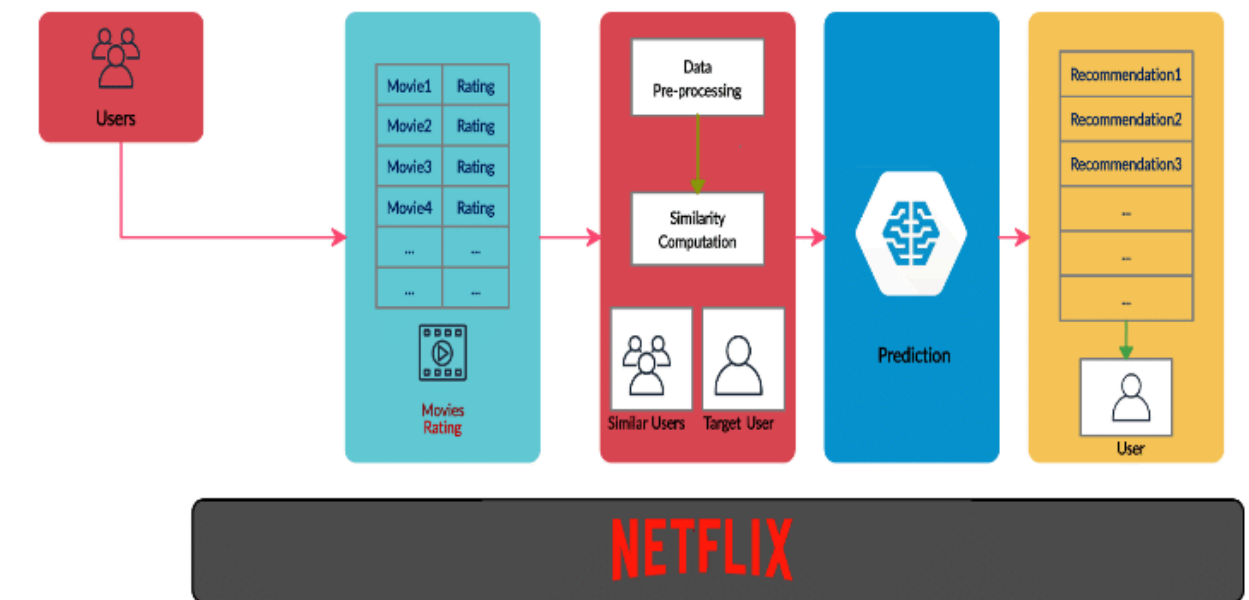 Users
Movie1 Rating
Movie2 Rating
Movie3 Rating
Movie4 Rating
... ...
... ...
Movies
Rating
Data
Pre-processing
Similarity
Computation
Similar Users Target User
Prediction
Recommendation1
Recommendation2
Recommendation3
...
...
...
User
NETFLIX